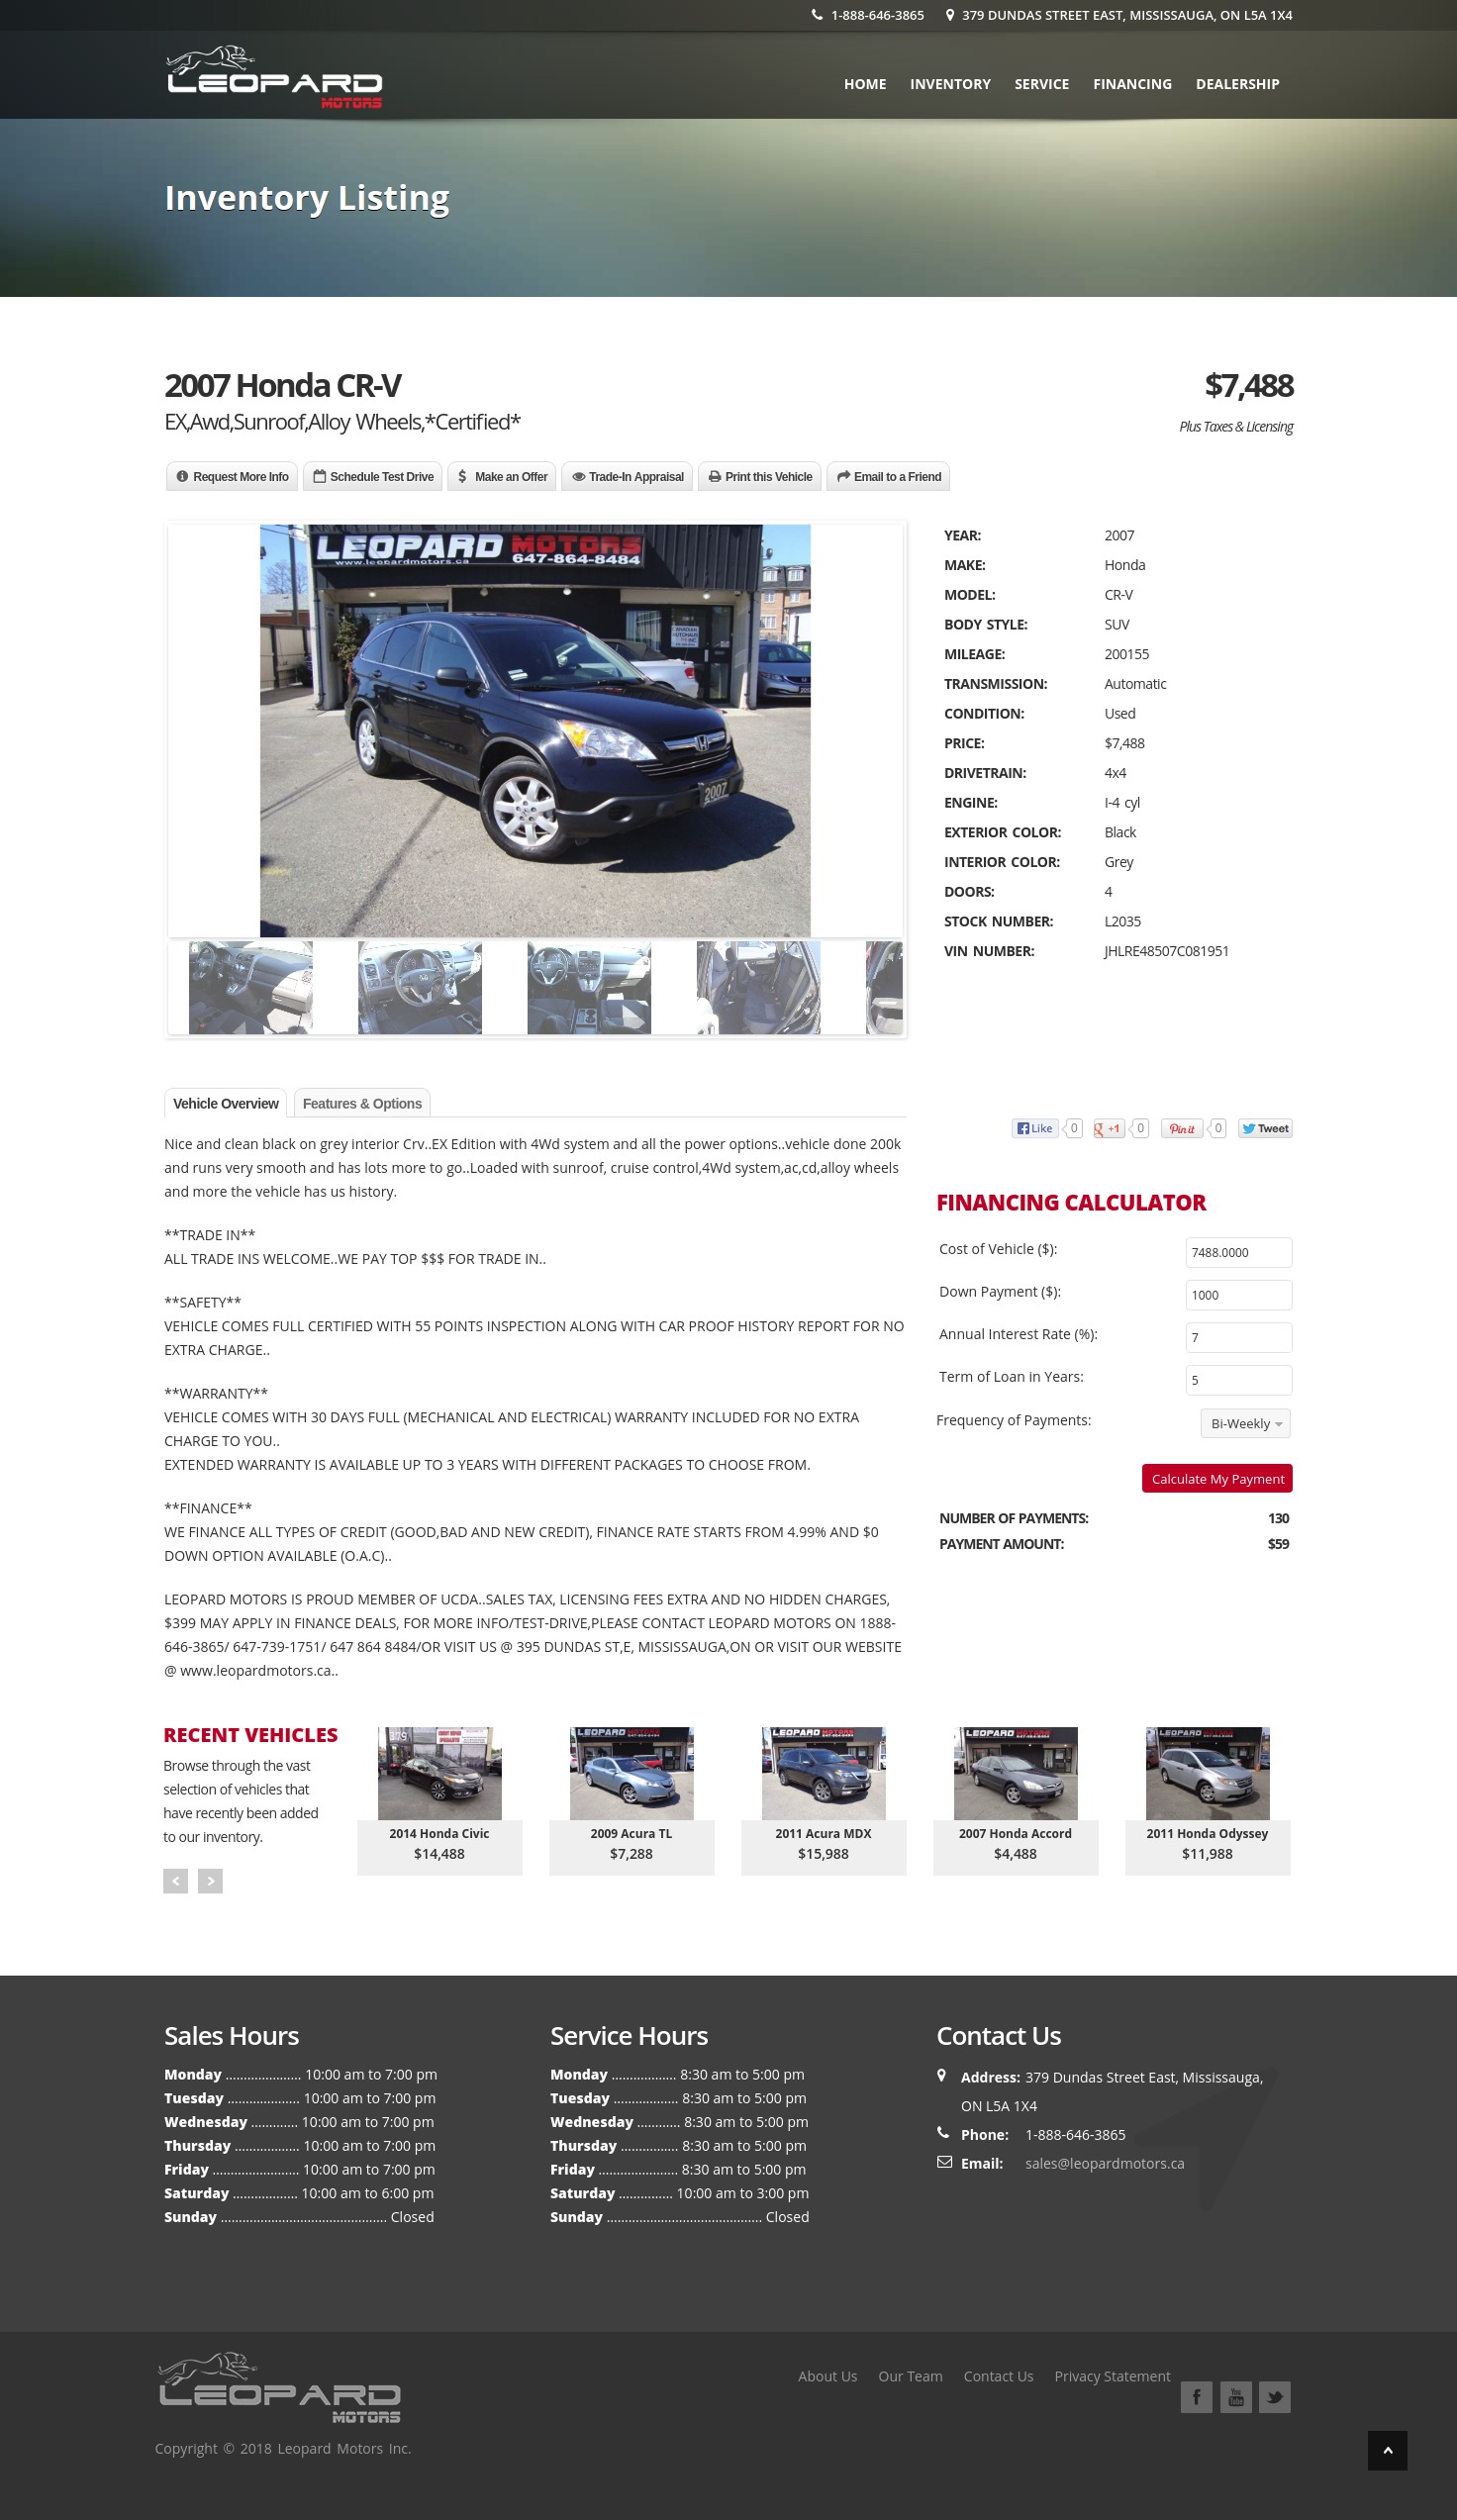 1-888-646-3865 379 DUNDAS STREET EAST, MISSISSAUGA, ON L5A 1X4
LEOPARD
MOTORS
HOME INVENTORY SERVICE FINANCING DEALERSHIP
Inventory Listing
2007 Honda CR-V $7,488
EX,Awd,Sunroof,Alloy Wheels,*Certified* Plus Taxes & Licensing
Request More Info Schedule Test Drive Make an Offer Trade-In Appraisal Print this Vehicle Email to a Friend
LEOPARD MOTORS
www.leopardmotors.ca 647-864-8484
2007
YEAR: 2007
MAKE: Honda
MODEL: CR-V
BODY STYLE: SUV
MILEAGE: 200155
TRANSMISSION: Automatic
CONDITION: Used
PRICE: $7,488
DRIVETRAIN: 4x4
ENGINE: I-4 cyl
EXTERIOR COLOR: Black
INTERIOR COLOR: Grey
DOORS: 4
STOCK NUMBER: L2035
VIN NUMBER: JHLRE48507C081951
Vehicle Overview Features & Options
Nice and clean black on grey interior Crv..EX Edition with 4Wd system and all the power options..vehicle done 200k
and runs very smooth and has lots more to go..Loaded with sunroof, cruise control,4Wd system,ac,cd,alloy wheels
and more the vehicle has us history.
**TRADE IN**
ALL TRADE INS WELCOME..WE PAY TOP $$$ FOR TRADE IN..
**SAFETY**
VEHICLE COMES FULL CERTIFIED WITH 55 POINTS INSPECTION ALONG WITH CAR PROOF HISTORY REPORT FOR NO
EXTRA CHARGE..
**WARRANTY**
VEHICLE COMES WITH 30 DAYS FULL (MECHANICAL AND ELECTRICAL) WARRANTY INCLUDED FOR NO EXTRA
CHARGE TO YOU..
EXTENDED WARRANTY IS AVAILABLE UP TO 3 YEARS WITH DIFFERENT PACKAGES TO CHOOSE FROM.
**FINANCE**
WE FINANCE ALL TYPES OF CREDIT (GOOD,BAD AND NEW CREDIT), FINANCE RATE STARTS FROM 4.99% AND $0
DOWN OPTION AVAILABLE (O.A.C)..
LEOPARD MOTORS IS PROUD MEMBER OF UCDA..SALES TAX, LICENSING FEES EXTRA AND NO HIDDEN CHARGES,
$399 MAY APPLY IN FINANCE DEALS, FOR MORE INFO/TEST-DRIVE,PLEASE CONTACT LEOPARD MOTORS ON 1888-
646-3865/ 647-739-1751/ 647 864 8484/OR VISIT US @ 395 DUNDAS ST,E, MISSISSAUGA,ON OR VISIT OUR WEBSITE
@ www.leopardmotors.ca..
Like 0 g +1 0 Pin it 0 Tweet
FINANCING CALCULATOR
Cost of Vehicle ($): 7488.0000
Down Payment ($): 1000
Annual Interest Rate (%): 7
Term of Loan in Years: 5
Frequency of Payments: Bi-Weekly
Calculate My Payment
NUMBER OF PAYMENTS: 130
PAYMENT AMOUNT: $59
RECENT VEHICLES
Browse through the vast
selection of vehicles that
have recently been added
to our inventory.
379
LEOPARD MOTORS
LEOPARD MOTORS
LEOPARD MOTORS
LEOPARD MOTORS
2014 Honda Civic 2009 Acura TL 2011 Acura MDX 2007 Honda Accord 2011 Honda Odyssey
$14,488 $7,288 $15,988 $4,488 $11,988
Sales Hours
Monday ..................... 10:00 am to 7:00 pm
Tuesday .................... 10:00 am to 7:00 pm
Wednesday ............. 10:00 am to 7:00 pm
Thursday .................. 10:00 am to 7:00 pm
Friday ........................ 10:00 am to 7:00 pm
Saturday .................. 10:00 am to 6:00 pm
Sunday .............................................. Closed
Service Hours
Monday .................. 8:30 am to 5:00 pm
Tuesday .................. 8:30 am to 5:00 pm
Wednesday ............ 8:30 am to 5:00 pm
Thursday ................ 8:30 am to 5:00 pm
Friday ...................... 8:30 am to 5:00 pm
Saturday ............... 10:00 am to 3:00 pm
Sunday ........................................... Closed
Contact Us
Address: 379 Dundas Street East, Mississauga,
ON L5A 1X4
Phone: 1-888-646-3865
Email: sales@leopardmotors.ca
LEOPARD
MOTORS
About Us Our Team Contact Us Privacy Statement
f You Tube
Copyright © 2018 Leopard Motors Inc.